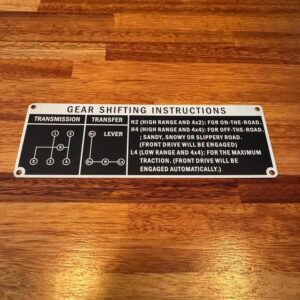 GEAR SHIFTING INSTRUCTIONS
TRANSMISSION
TRANSFER
LEVER
H2 (HIGH RANGE AND 4x2): FOR ON-THE-ROAD.
H4 (HIGH RANGE AND 4x4): FOR OFF-THE-ROAD.
; SANDY, SNOWY OR SLIPPERY ROAD.
(FRONT DRIVE WILL BE ENGAGED)
L4 (LOW RANGE AND 4x4): FOR THE MAXIMUM
TRACTION. (FRONT DRIVE WILL BE
ENGAGED AUTOMATICALLY.)